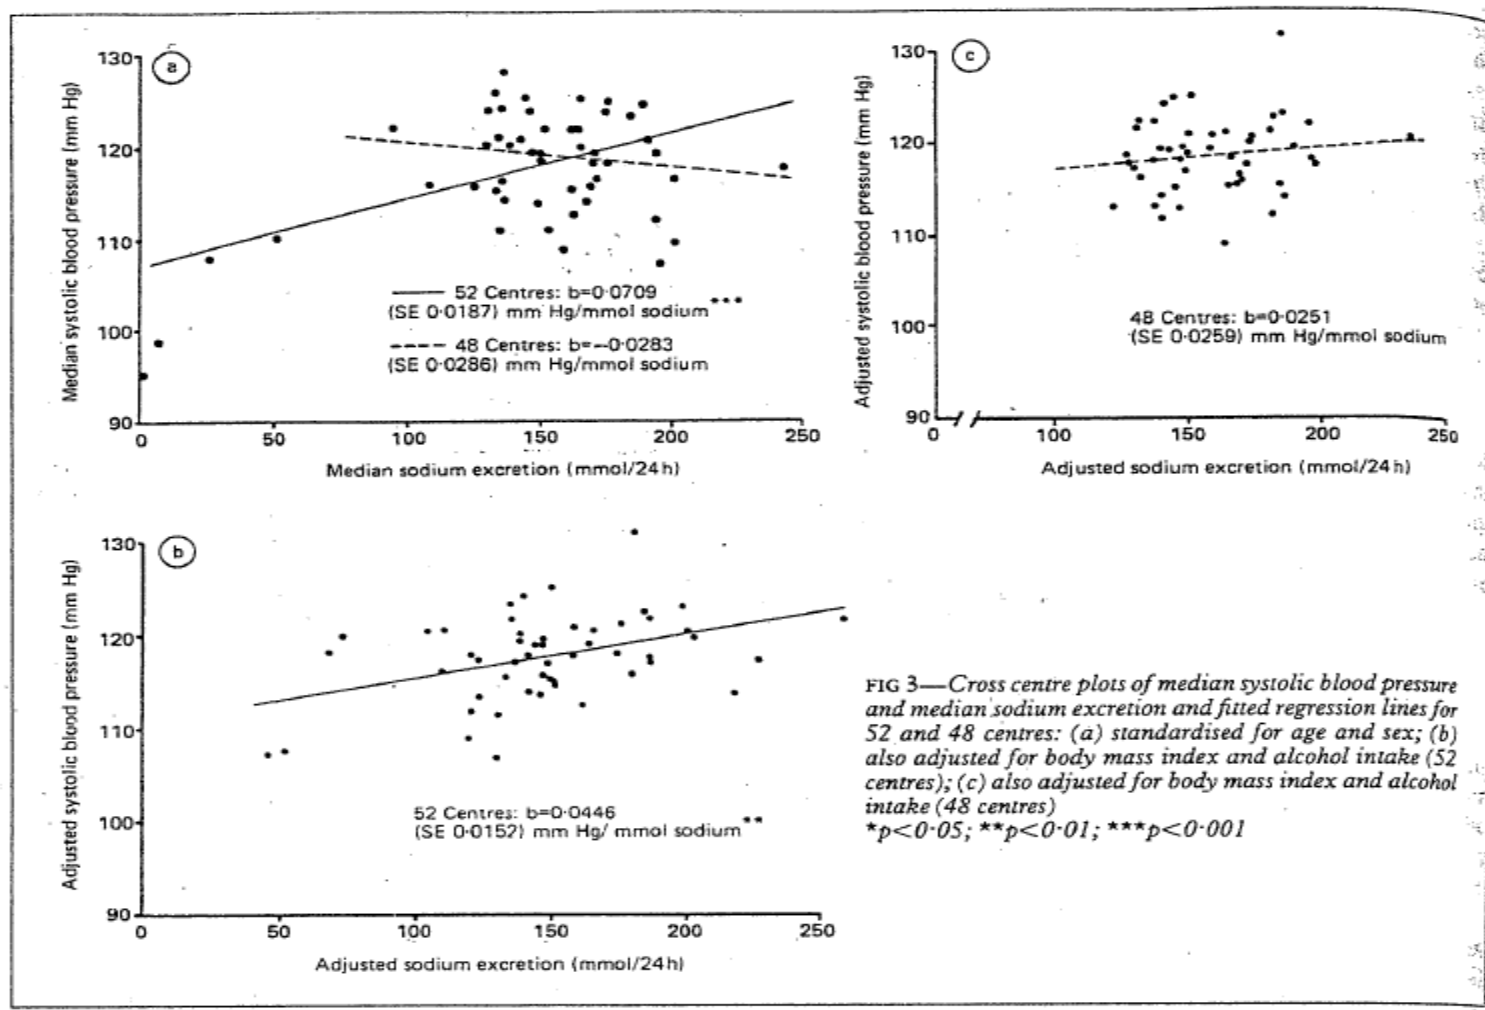 a
130
120
110
100
90
0
50
100
150
200
250
Median systolic blood pressure (mm Hg)
Median sodium excretion (mmol/24h)
52 Centres: b=0·0709
(SE 0·0187) mm Hg/mmol sodium***
48 Centres: b=-0·0283
(SE 0·0286) mm Hg/mmol sodium
c
130
120
110
100
90
0
100
150
200
250
Adjusted systolic blood pressure (mm Hg)
Adjusted sodium excretion (mmol/24h)
48 Centres: b=0·0251
(SE 0·0259) mm Hg/mmol sodium
b
130
120
110
100
90
0
50
100
150
200
250
Adjusted systolic blood pressure (mm Hg)
Adjusted sodium excretion (mmol/24h)
52 Centres: b=0·0446
(SE 0·0152) mm Hg/ mmol sodium**
FIG 3—Cross centre plots of median systolic blood pressure
and median sodium excretion and fitted regression lines for
52 and 48 centres: (a) standardised for age and sex; (b)
also adjusted for body mass index and alcohol intake (52
centres); (c) also adjusted for body mass index and alcohol
intake (48 centres)
*p<0·05; **p<0·01; ***p<0·001